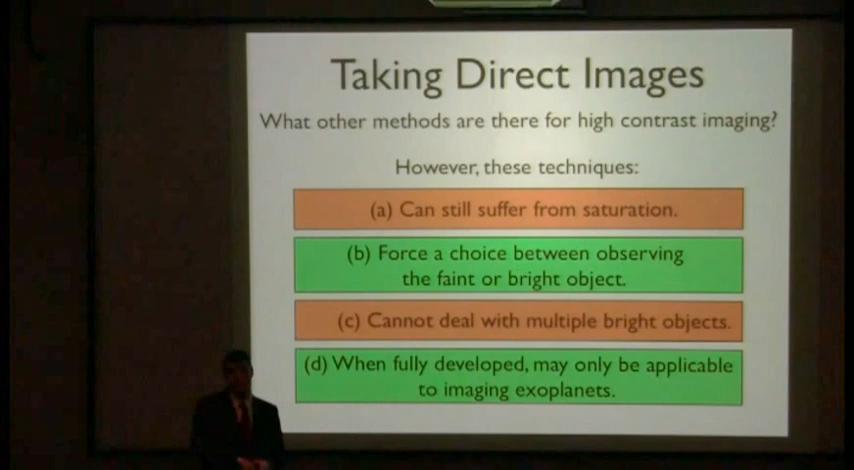 Taking Direct Images
What other methods are there for high contrast imaging?
However, these techniques:
(a) Can still suffer from saturation.
(b) Force a choice between observing
the faint or bright object.
(c) Cannot deal with multiple bright objects.
(d) When fully developed, may only be applicable
to imaging exoplanets.